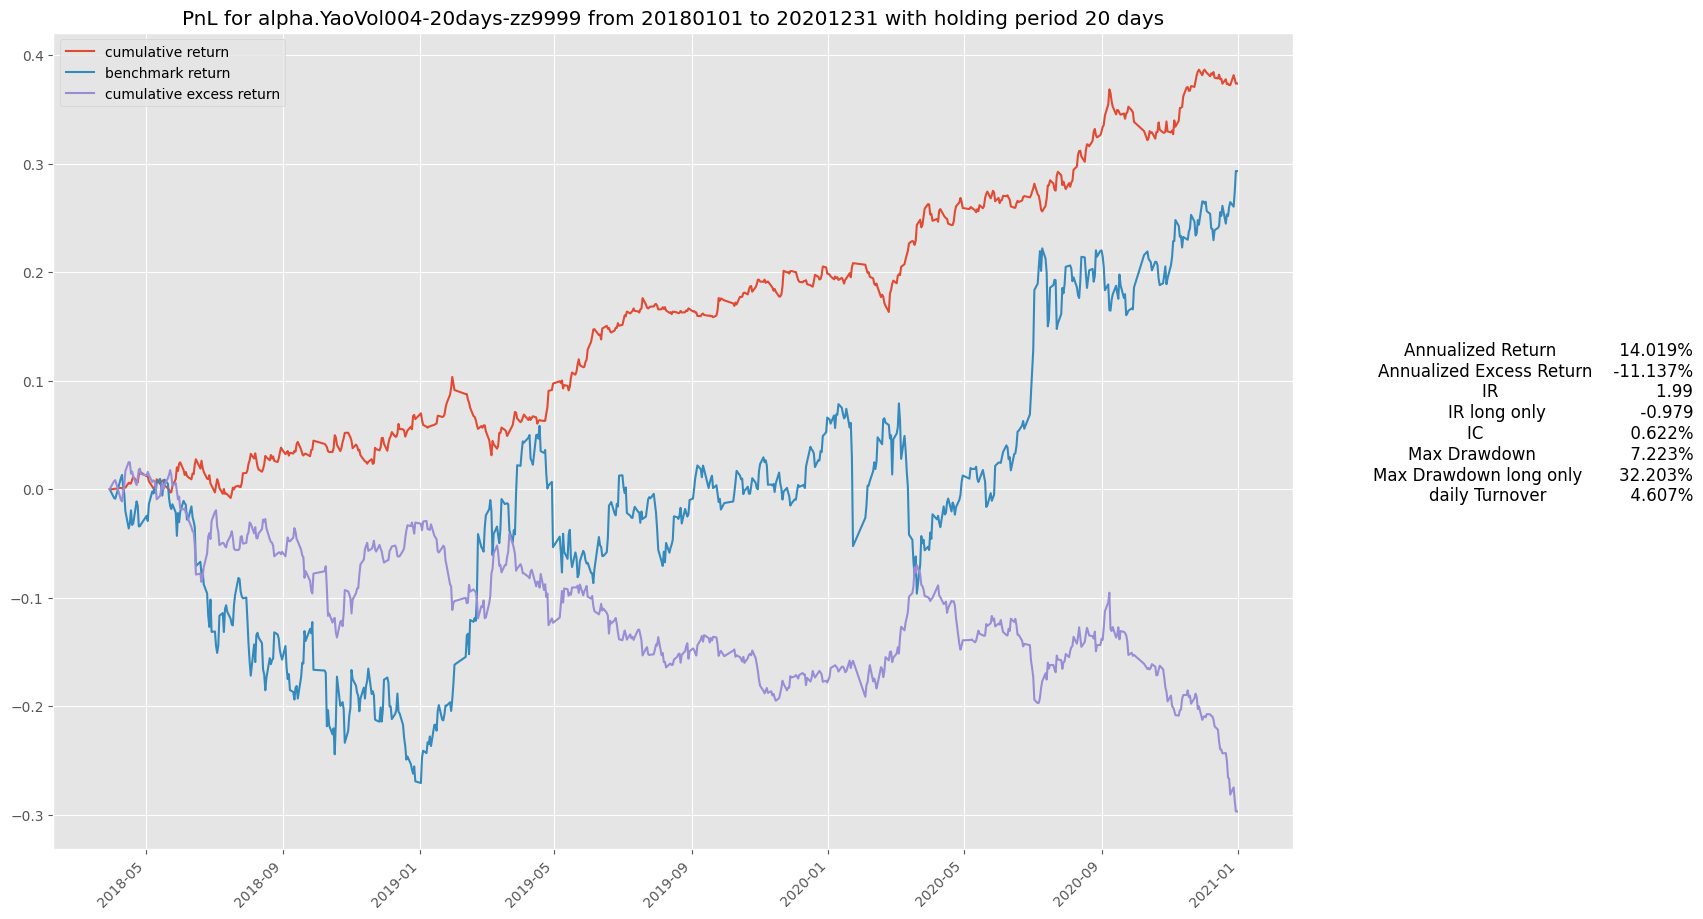 PnL for alpha.YaoVol004-20days-zz9999 from 20180101 to 20201231 with holding period 20 days
cumulative return
benchmark return
cumulative excess return
0.4
0.3
0.2
0.1
0.0
−0.1
−0.2
−0.3
2018-05
2018-09
2019-01
2019-05
2019-09
2020-01
2020-05
2020-09
2021-01
Annualized Return 14.019%
Annualized Excess Return -11.137%
IR 1.99
IR long only -0.979
IC 0.622%
Max Drawdown 7.223%
Max Drawdown long only 32.203%
daily Turnover 4.607%